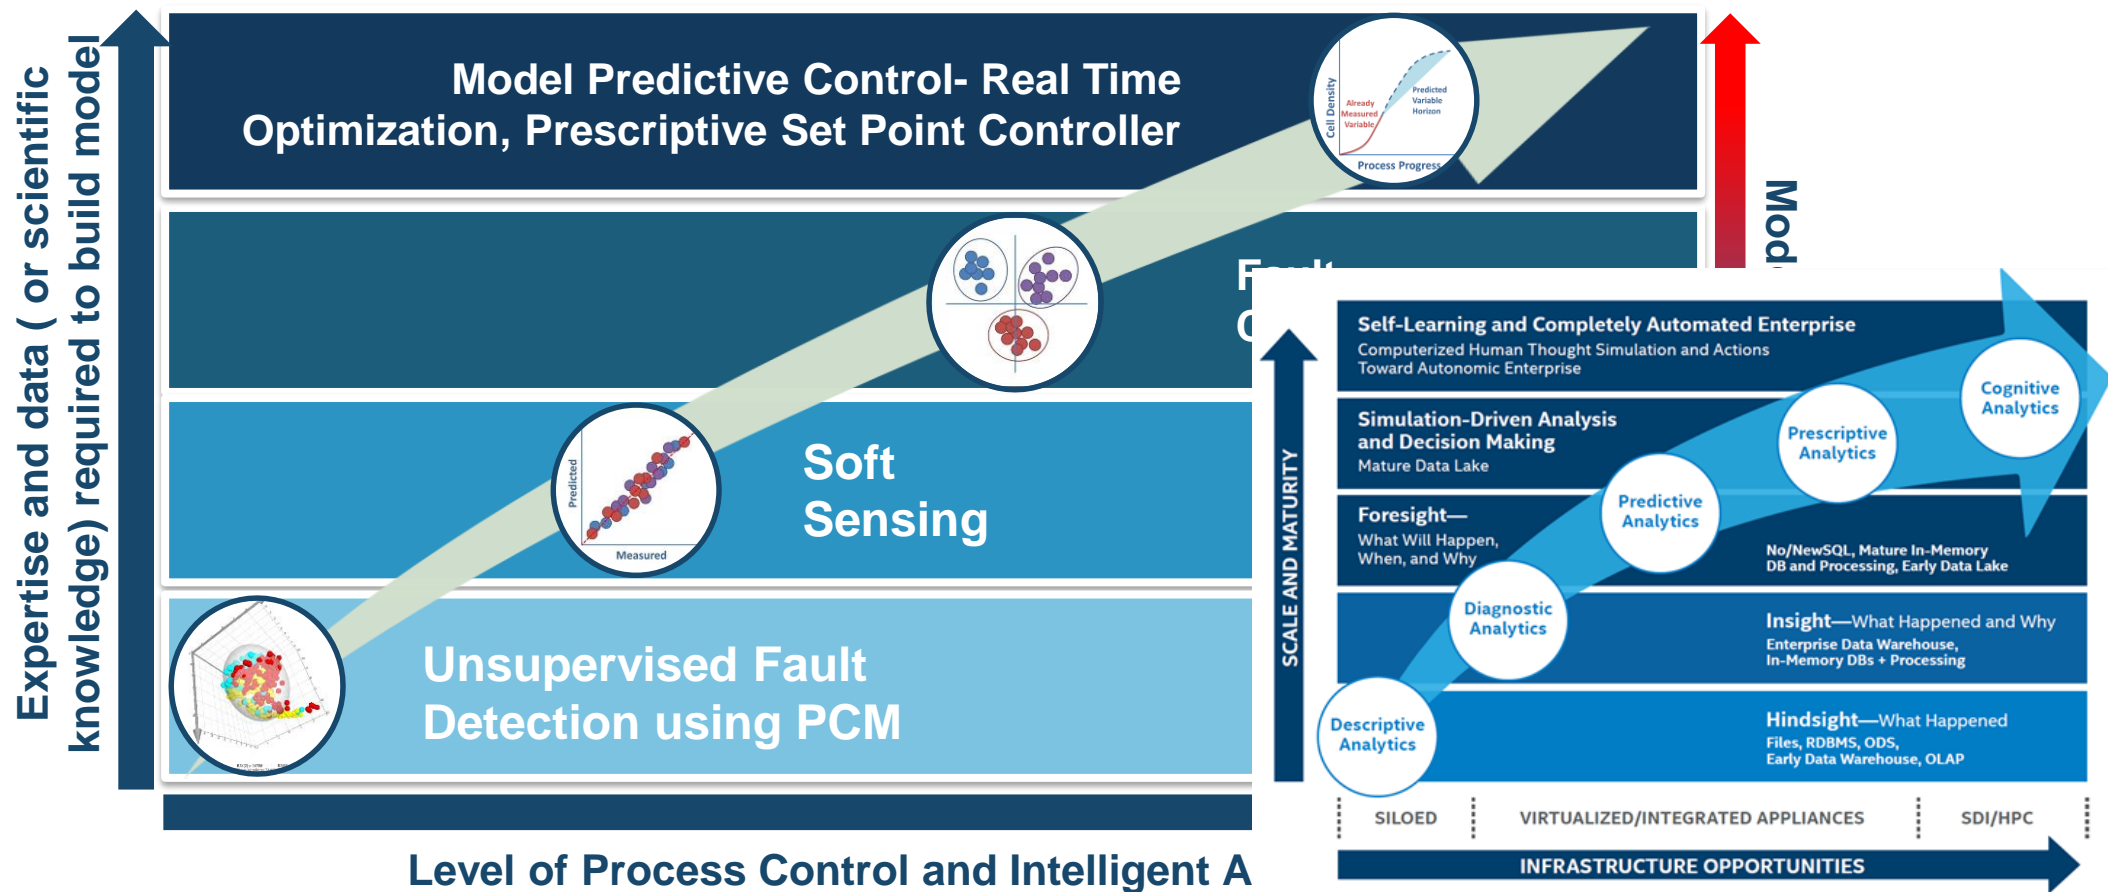 Expertise and data ( or scientific
knowledge) required to build model
Model Predictive Control- Real Time
Optimization, Prescriptive Set Point Controller
Cell Density
Already
Measured
Variable
Predicted
Variable
Horizon
Process Progress
Soft
Sensing
Predicted
Measured
Unsupervised Fault
Detection using PCM
Level of Process Control and Intelligent A
SCALE AND MATURITY
Self-Learning and Completely Automated Enterprise
Computerized Human Thought Simulation and Actions
Toward Autonomic Enterprise
Cognitive
Analytics
Simulation-Driven Analysis
and Decision Making
Mature Data Lake
Prescriptive
Analytics
Foresight—
What Will Happen,
When, and Why
Predictive
Analytics
No/NewSQL, Mature In-Memory
DB and Processing, Early Data Lake
Diagnostic
Analytics
Insight—What Happened and Why
Enterprise Data Warehouse,
In-Memory DBs + Processing
Descriptive
Analytics
Hindsight—What Happened
Files, RDBMS, ODS,
Early Data Warehouse, OLAP
SILOED
VIRTUALIZED/INTEGRATED APPLIANCES
SDI/HPC
INFRASTRUCTURE OPPORTUNITIES